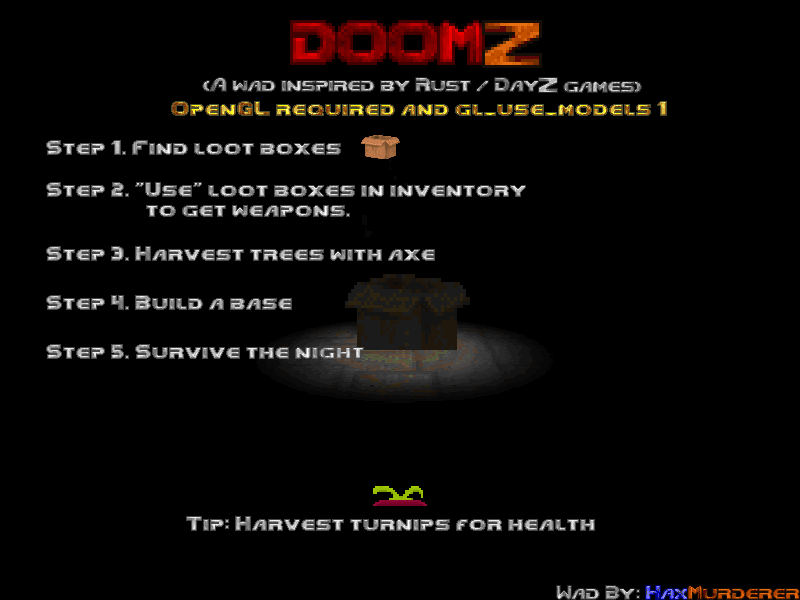 DOOMZ
(A WAD INSPIRED BY RUST / DAYZ GAMES)
OPENGL REQUIRED AND GL_USE_MODELS 1
STEP 1. FIND LOOT BOXES
STEP 2. "USE" LOOT BOXES IN INVENTORY
TO GET WEAPONS.
STEP 3. HARVEST TREES WITH AXE
STEP 4. BUILD A BASE
STEP 5. SURVIVE THE NIGHT
TIP: HARVEST TURNIPS FOR HEALTH
WAD BY: HAXMURDERER